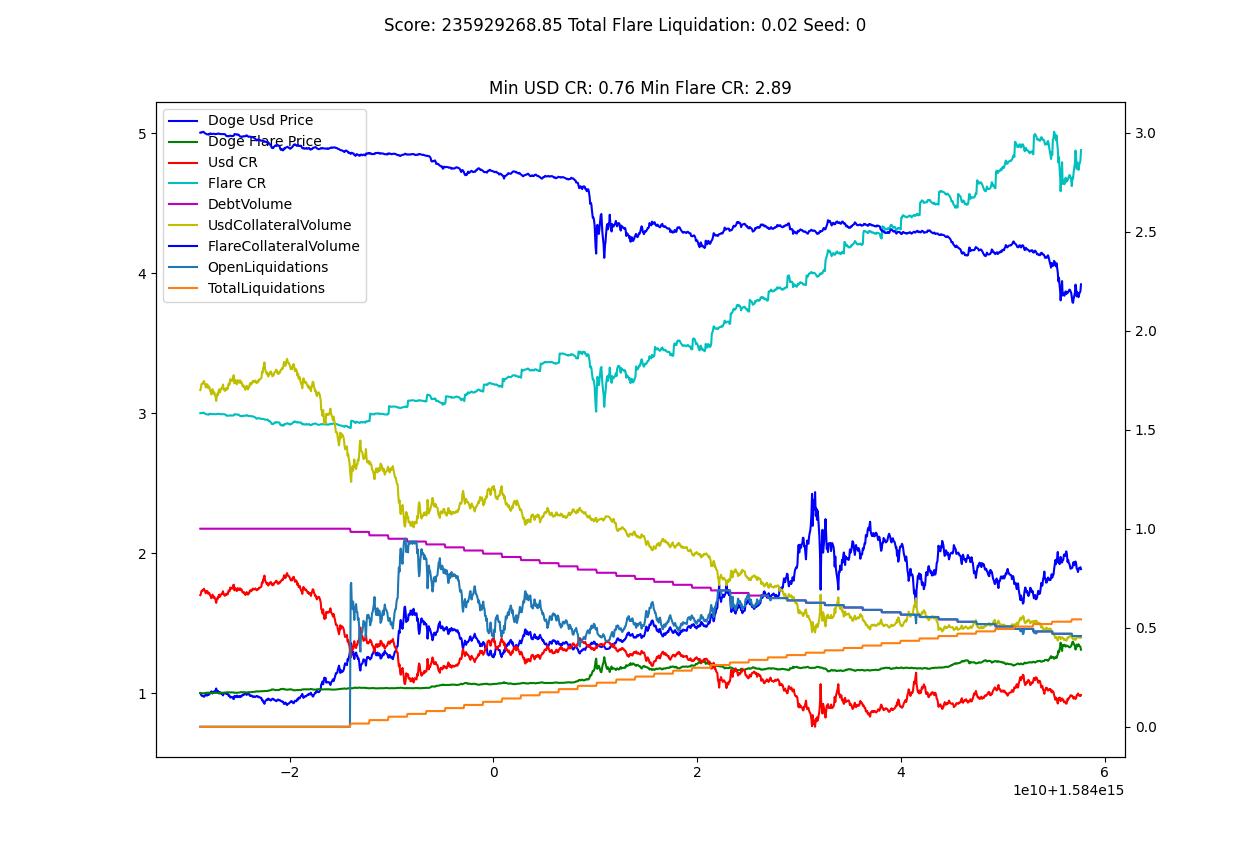 Score: 235929268.85 Total Flare Liquidation: 0.02 Seed: 0
Min USD CR: 0.76 Min Flare CR: 2.89
Doge Usd Price
Doge Flare Price
Usd CR
Flare CR
DebtVolume
UsdCollateralVolume
FlareCollateralVolume
OpenLiquidations
TotalLiquidations
5
4
3
2
1
3.0
2.5
2.0
1.5
1.0
0.5
0.0
−2 0 2 4 6
1e10+1.584e15